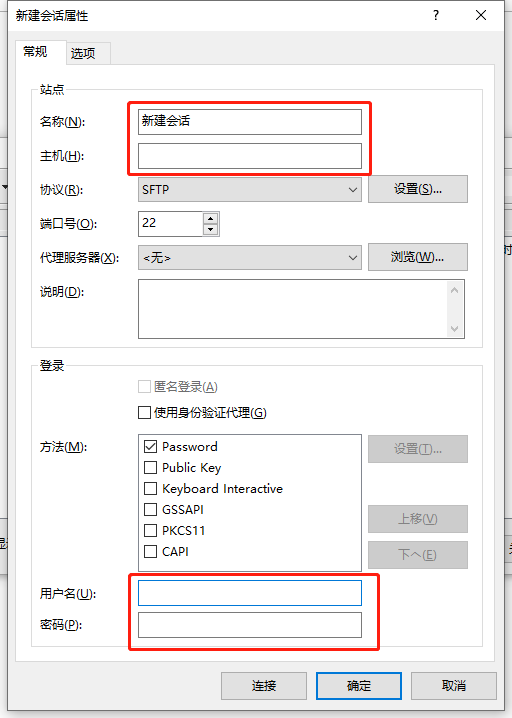 新建会话属性
常规 选项
站点
名称(N): 新建会话
主机(H):
协议(R): SFTP 设置(S)...
端口号(O): 22
代理服务器(X): <无> 浏览(W)...
说明(D):
登录
匿名登录(A)
使用身份验证代理(G)
方法(M): Password 设置(T)...
Public Key
Keyboard Interactive
GSSAPI 上移(V)
PKCS11
CAPI 下へ(E)
用户名(U):
密码(P):
连接 确定 取消